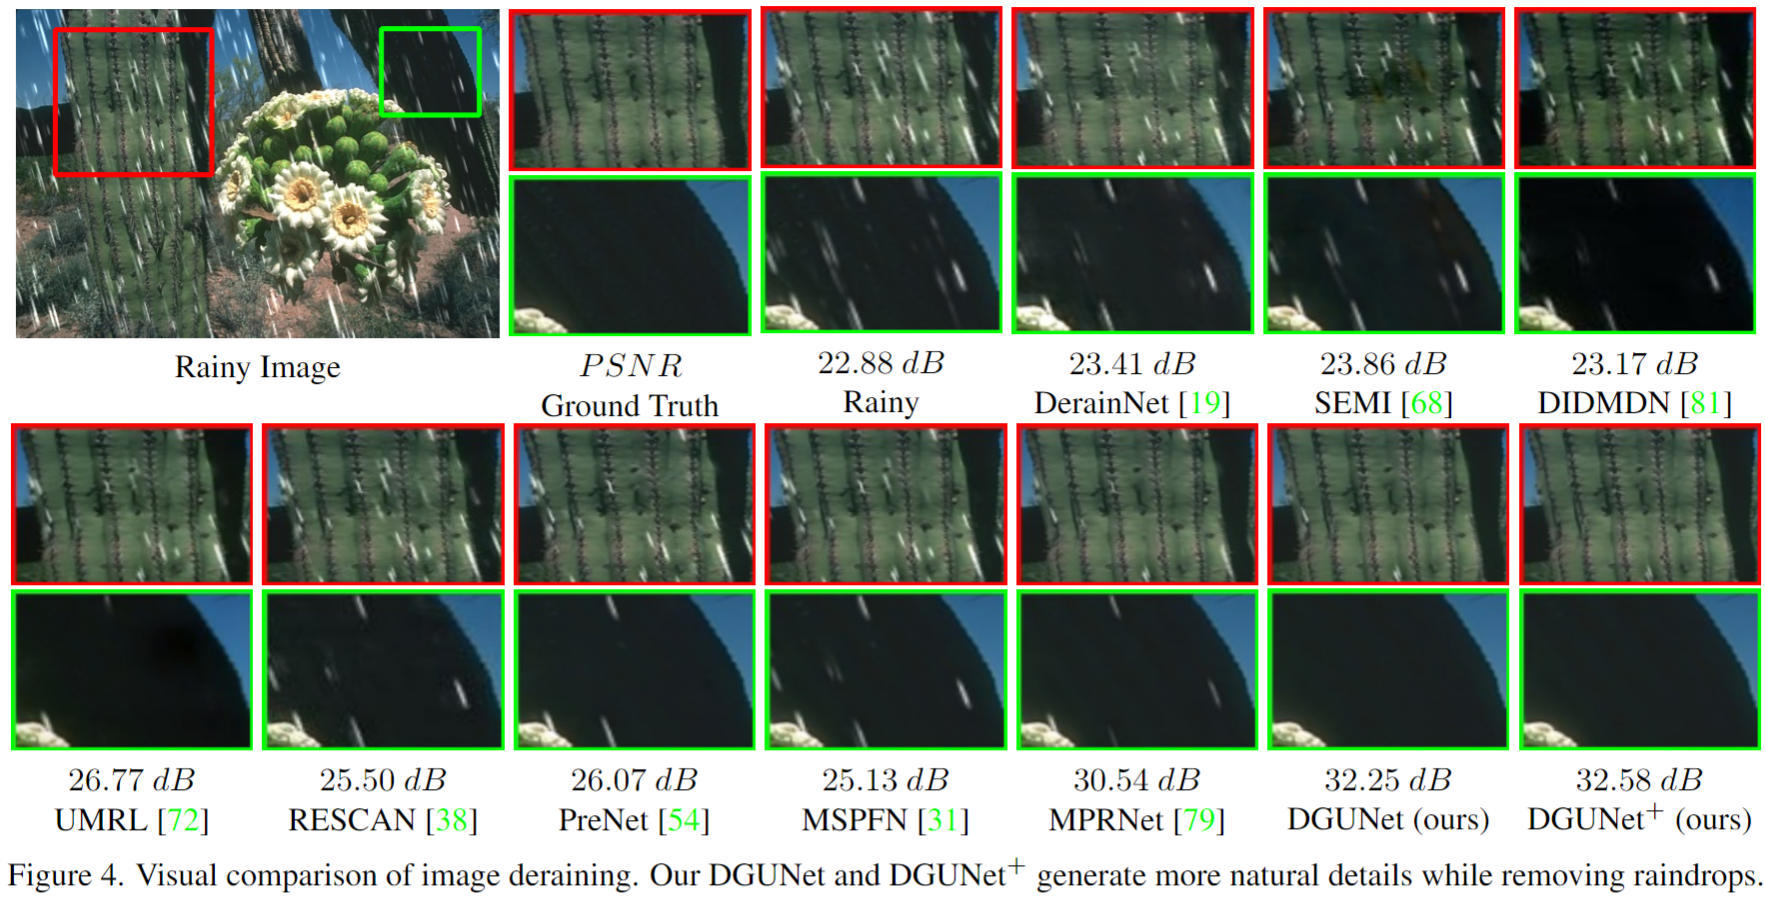 Rainy Image
PSNR
Ground Truth
22.88 dB
Rainy
23.41 dB
DerainNet [19]
23.86 dB
SEMI [68]
23.17 dB
DIDMDN [81]
26.77 dB
UMRL [72]
25.50 dB
RESCAN [38]
26.07 dB
PreNet [54]
25.13 dB
MSPFN [31]
30.54 dB
MPRNet [79]
32.25 dB
DGUNet (ours)
32.58 dB
DGUNet⁺ (ours)
Figure 4. Visual comparison of image deraining. Our DGUNet and DGUNet⁺ generate more natural details while removing raindrops.